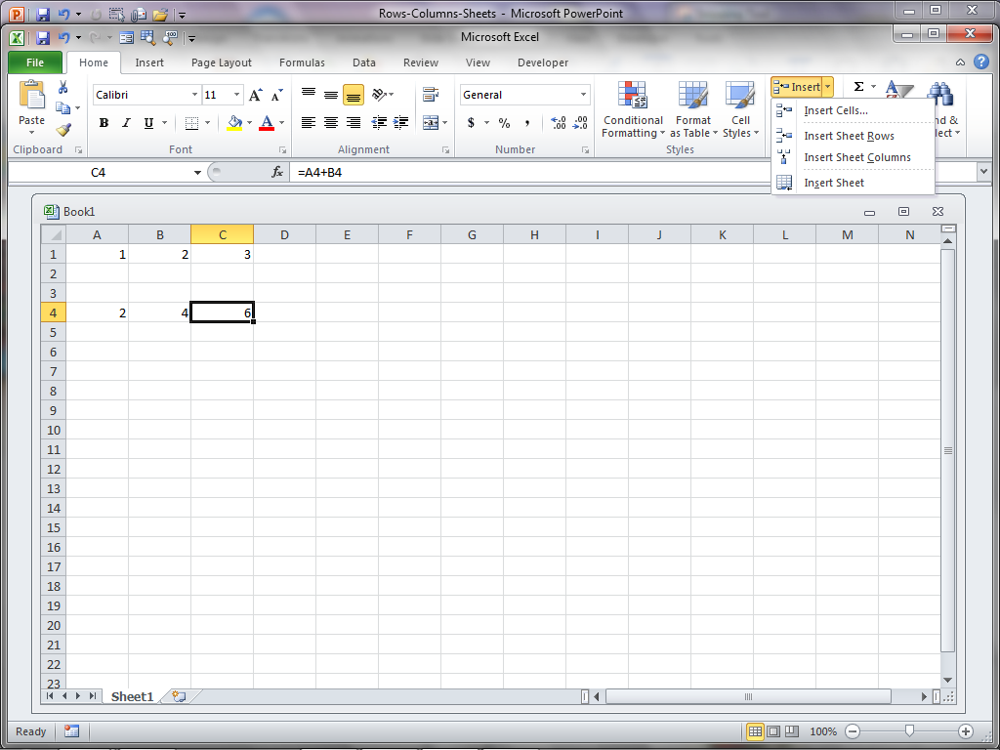 Rows-Columns-Sheets - Microsoft PowerPoint
Microsoft Excel
File Home Insert Page Layout Formulas Data Review View Developer
Paste
Calibri 11
B I U A
General
$ % ,
Conditional Formatting
Format as Table
Cell Styles
Insert
Σ
Clipboard Font Alignment Number Styles
Insert Cells...
Insert Sheet Rows
Insert Sheet Columns
Insert Sheet
C4 fx =A4+B4
Book1
A B C D E F G H I J K L M N
1 1 2 3
2
3
4 2 4 6
5
6
7
8
9
10
11
12
13
14
15
16
17
18
19
20
21
22
23
Sheet1
Ready 100%